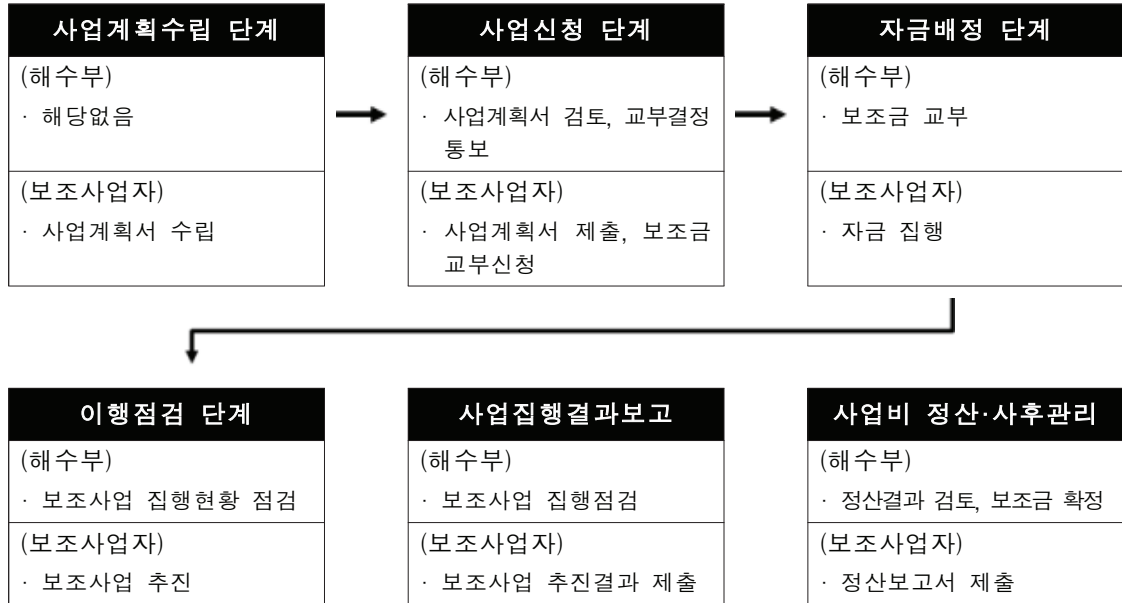 사업계획수립 단계
(해수부)
· 해당없음
(보조사업자)
· 사업계획서 수립
사업신청 단계
(해수부)
· 사업계획서 검토, 교부결정
통보
(보조사업자)
· 사업계획서 제출, 보조금
교부신청
자금배정 단계
(해수부)
· 보조금 교부
(보조사업자)
· 자금 집행
이행점검 단계
(해수부)
· 보조사업 집행현황 점검
(보조사업자)
· 보조사업 추진
사업집행결과보고
(해수부)
· 보조사업 집행점검
(보조사업자)
· 보조사업 추진결과 제출
사업비 정산·사후관리
(해수부)
· 정산결과 검토, 보조금 확정
(보조사업자)
· 정산보고서 제출